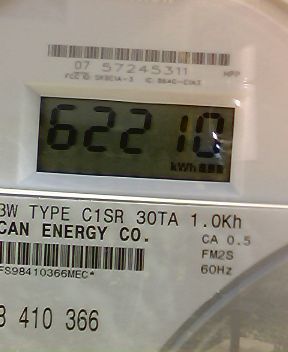 07 57245311
62210
kWh
3W TYPE C1SR 30TA 1.0Kh
CAN ENERGY CO.
CA 0.5
FM2S
60Hz
FS98410366MEC*
8 410 366